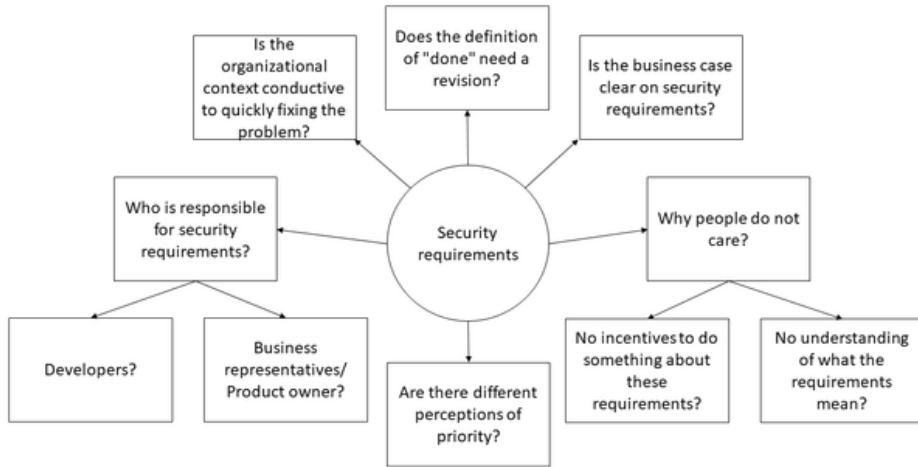 Is the
organizational
context conductive
to quickly fixing the
problem?
Does the definition
of "done" need a
revision?
Is the business case
clear on security
requirements?
Who is responsible
for security
requirements?
Security
requirements
Why people do not
care?
Developers?
Business
representatives/
Product owner?
Are there different
perceptions of
priority?
No incentives to do
something about
these
requirements?
No understanding
of what the
requirements
mean?